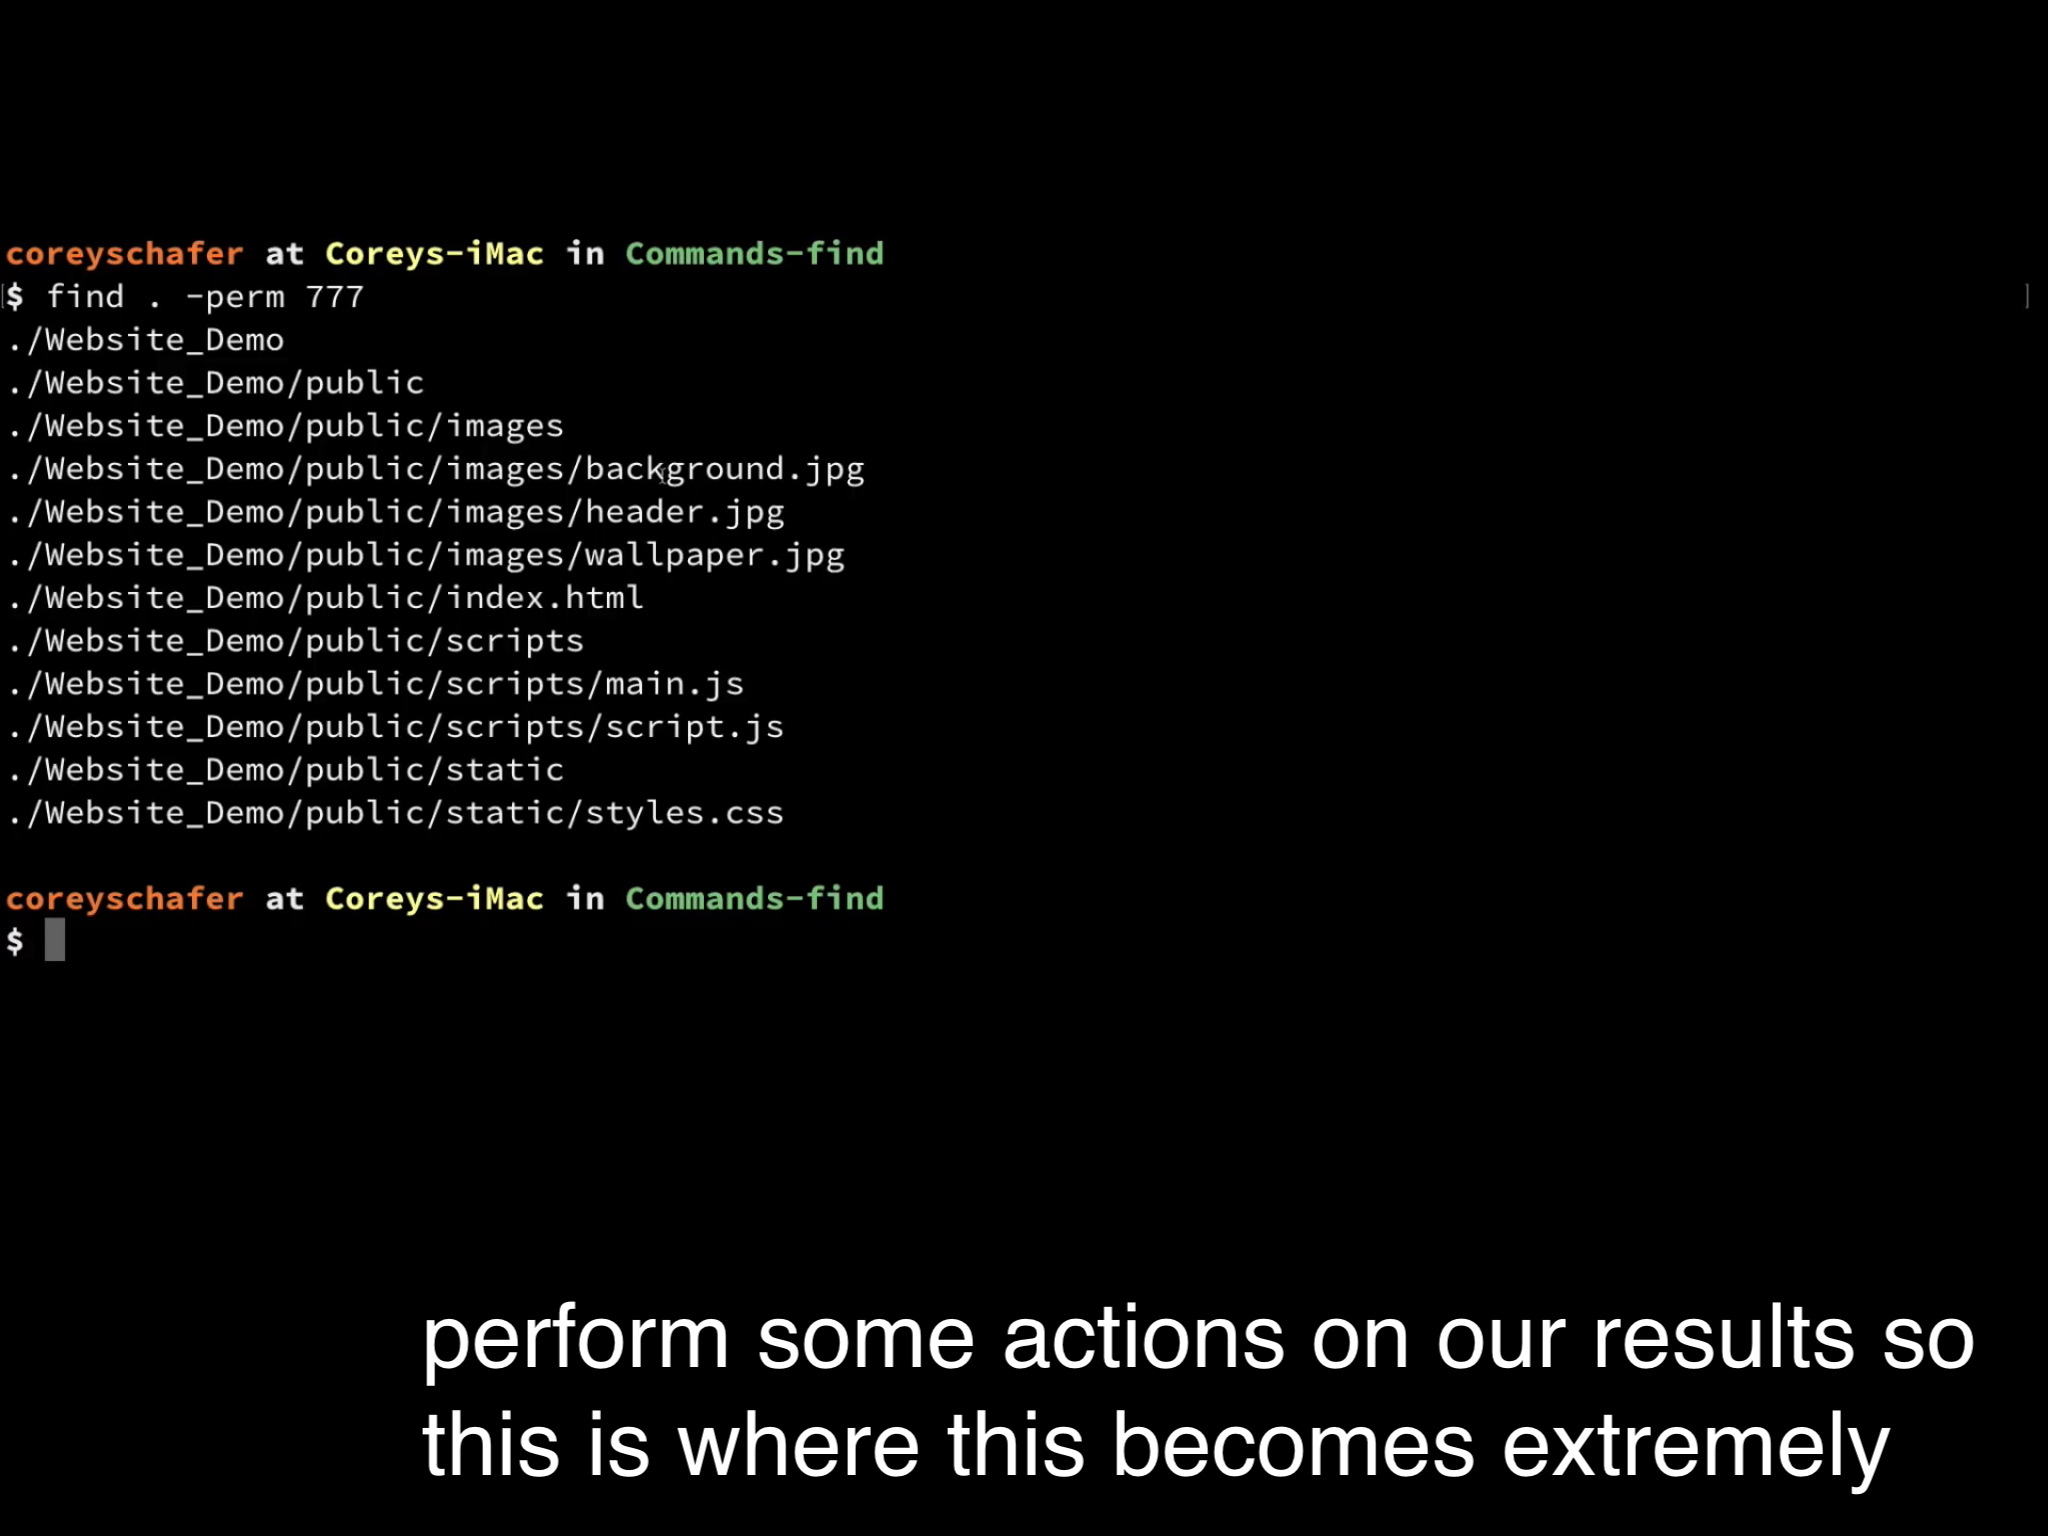 coreyschafer at Coreys-iMac in Commands-find
[$ find . -perm 777 ]
./Website_Demo
./Website_Demo/public
./Website_Demo/public/images
./Website_Demo/public/images/background.jpg
./Website_Demo/public/images/header.jpg
./Website_Demo/public/images/wallpaper.jpg
./Website_Demo/public/index.html
./Website_Demo/public/scripts
./Website_Demo/public/scripts/main.js
./Website_Demo/public/scripts/script.js
./Website_Demo/public/static
./Website_Demo/public/static/styles.css
coreyschafer at Coreys-iMac in Commands-find
$
perform some actions on our results so
this is where this becomes extremely